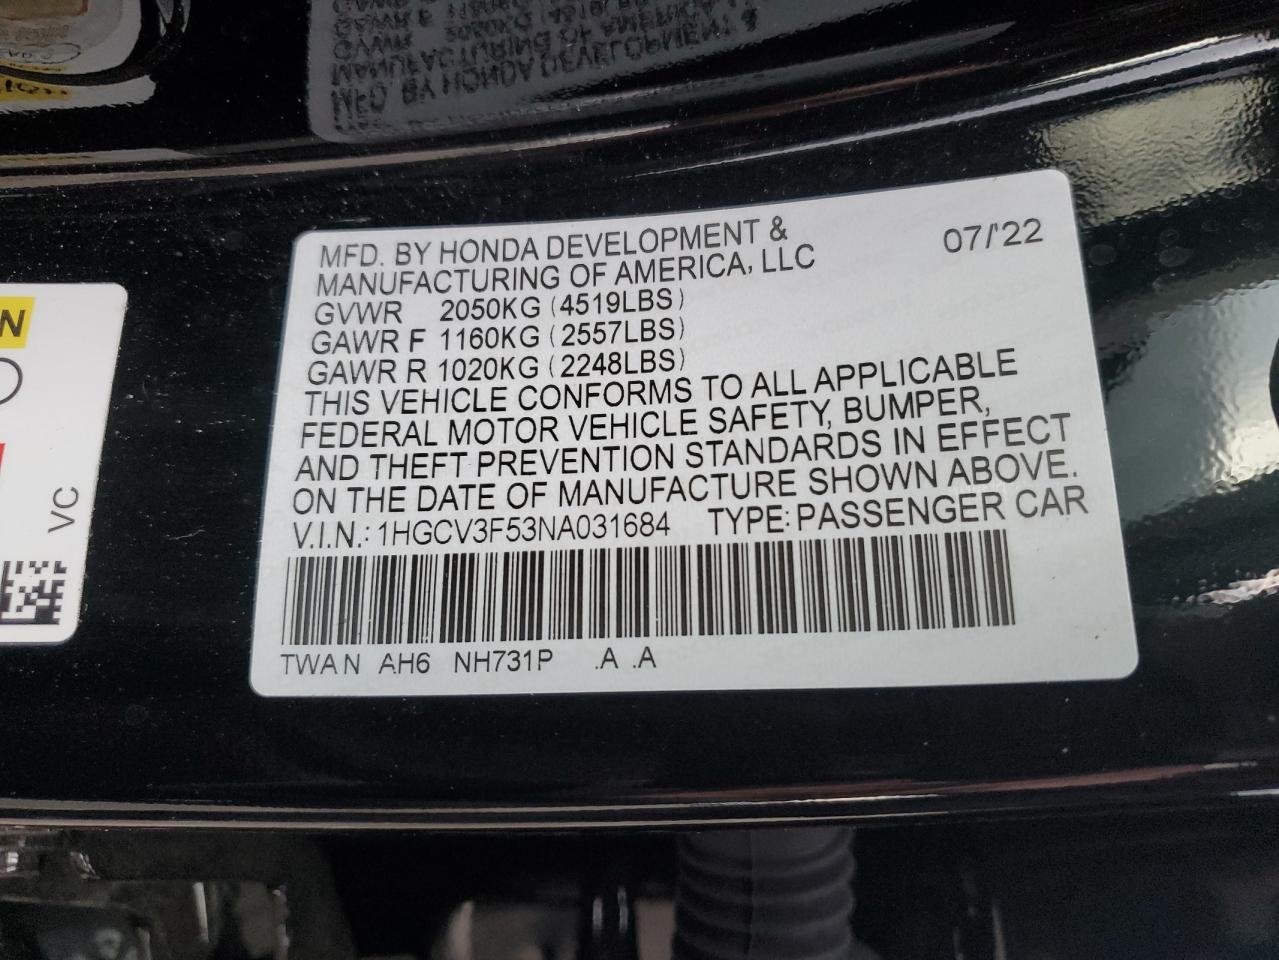 MFD. BY HONDA DEVELOPMENT &
MANUFACTURING OF AMERICA, LLC
07/'22
GVWR 2050KG (4519LBS)
GAWR F 1160KG (2557LBS)
GAWR R 1020KG (2248LBS)
THIS VEHICLE CONFORMS TO ALL APPLICABLE
FEDERAL MOTOR VEHICLE SAFETY, BUMPER,
AND THEFT PREVENTION STANDARDS IN EFFECT
ON THE DATE OF MANUFACTURE SHOWN ABOVE.
V.I.N.: 1HGCV3F53NA031684 TYPE: PASSENGER CAR
TWAN AH6 NH731P .A .A
N
VC